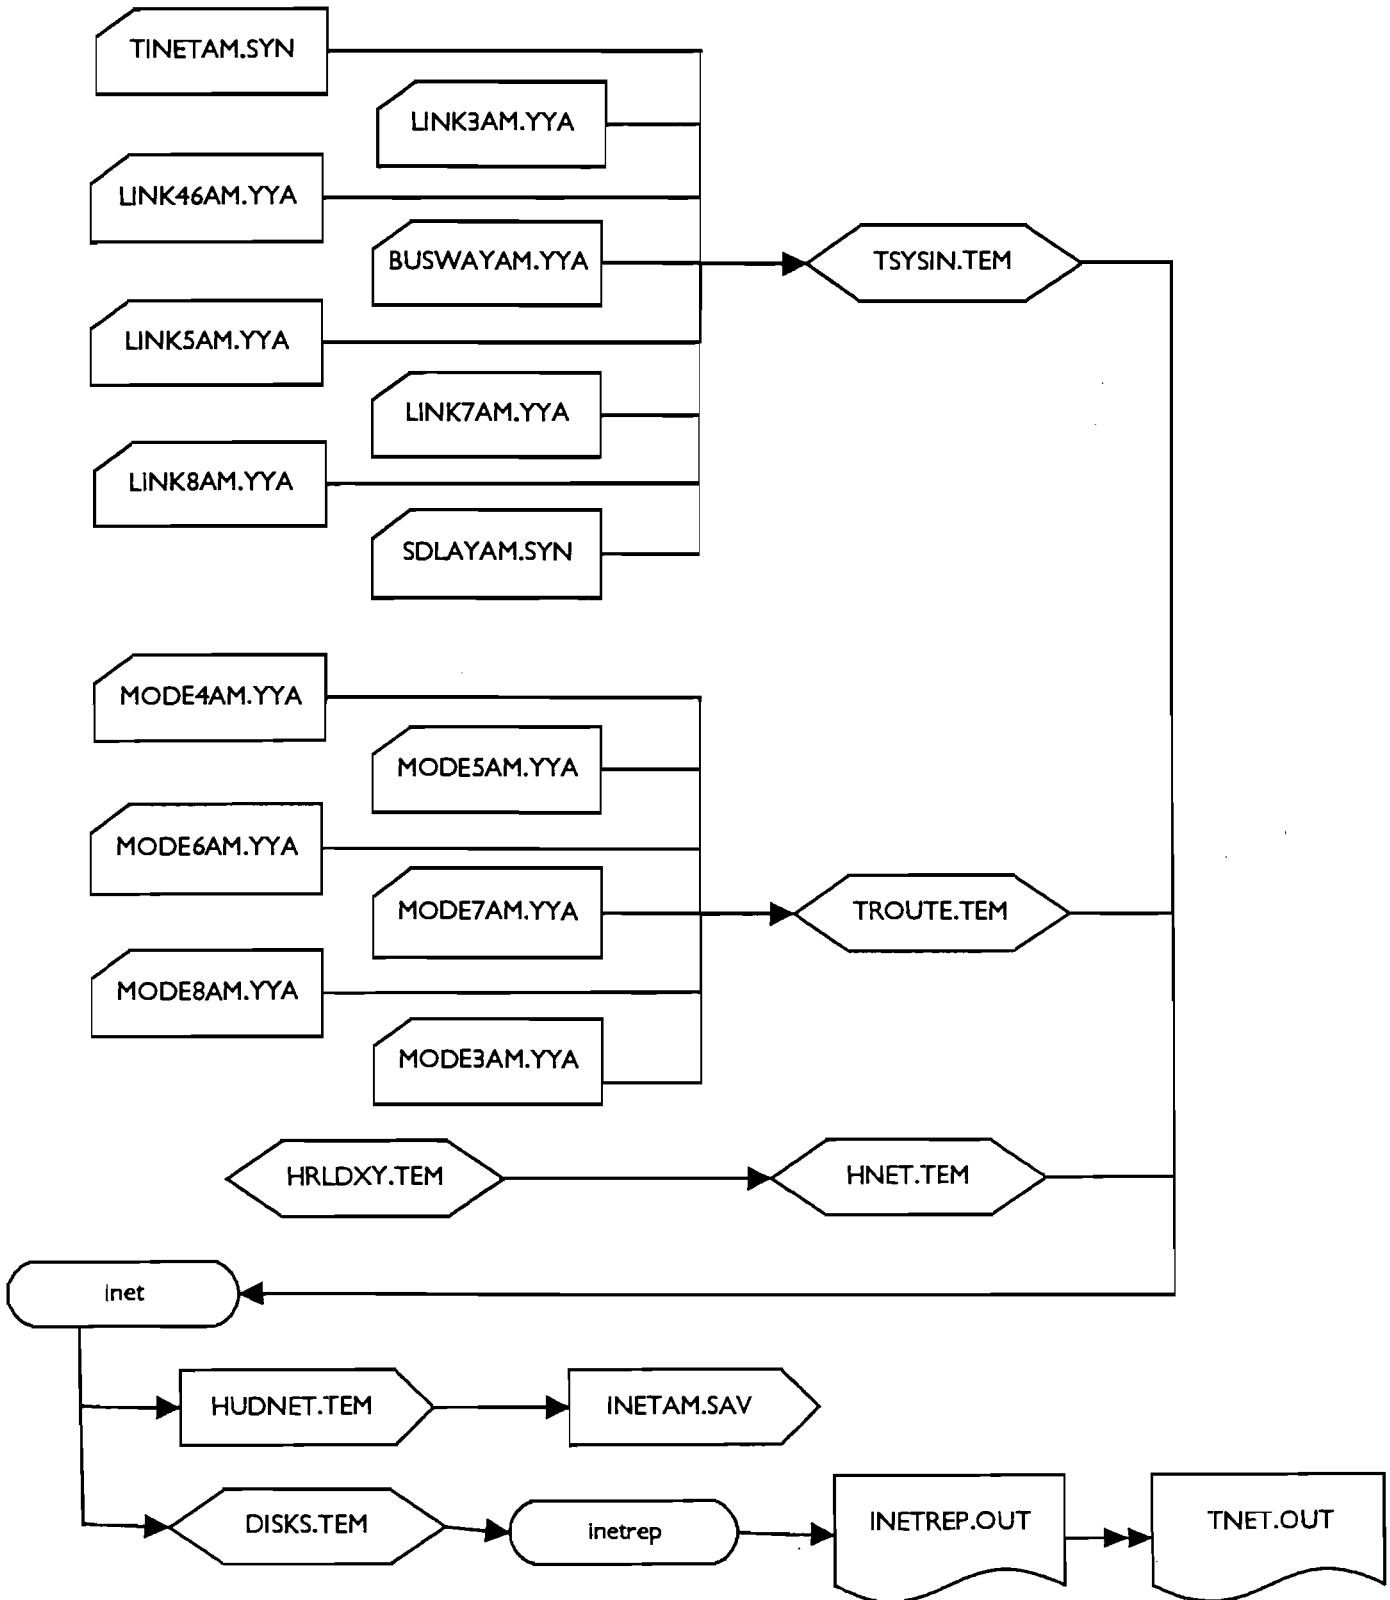 TINETAM.SYN
LINK3AM.YYA
LINK46AM.YYA
BUSWAYAM.YYA
TSYSIN.TEM
LINK5AM.YYA
LINK7AM.YYA
LINK8AM.YYA
SDLAYAM.SYN
MODE4AM.YYA
MODE5AM.YYA
MODE6AM.YYA
MODE7AM.YYA
TROUTE.TEM
MODE8AM.YYA
MODE3AM.YYA
HRLDXY.TEM
HNET.TEM
inet
HUDNET.TEM
INETAM.SAV
DISKS.TEM
inetrep
INETREP.OUT
TNET.OUT